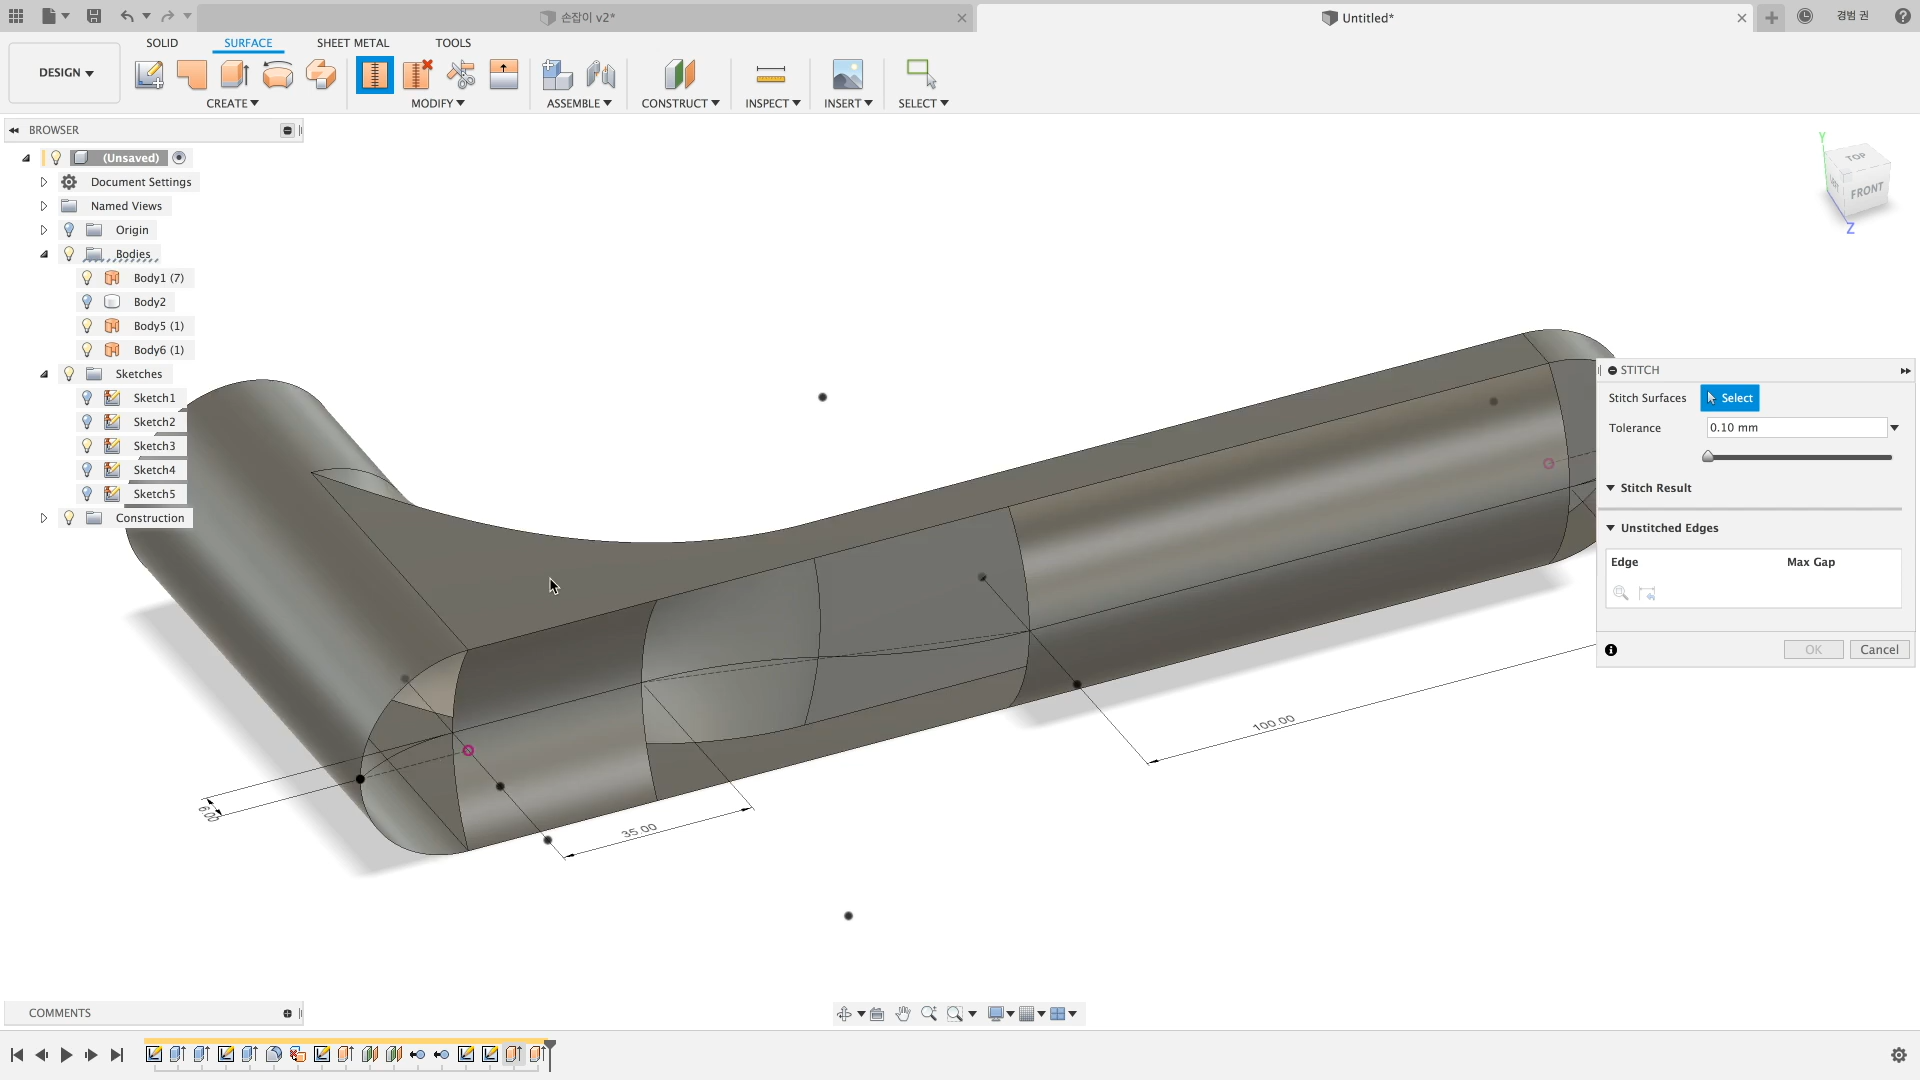 손잡이 v2*
Untitled*
경범 권
SOLID
SURFACE
SHEET METAL
TOOLS
DESIGN
CREATE
MODIFY
ASSEMBLE
CONSTRUCT
INSPECT
INSERT
SELECT
BROWSER
(Unsaved)
Document Settings
Named Views
Origin
Bodies
Body1 (7)
Body2
Body5 (1)
Body6 (1)
Sketches
Sketch1
Sketch2
Sketch3
Sketch4
Sketch5
Construction
Y
TOP
FRONT
Z
STITCH
Stitch Surfaces
Select
Tolerance
0.10 mm
Stitch Result
Unstitched Edges
Edge
Max Gap
OK
Cancel
100.00
35.00
6.00
COMMENTS